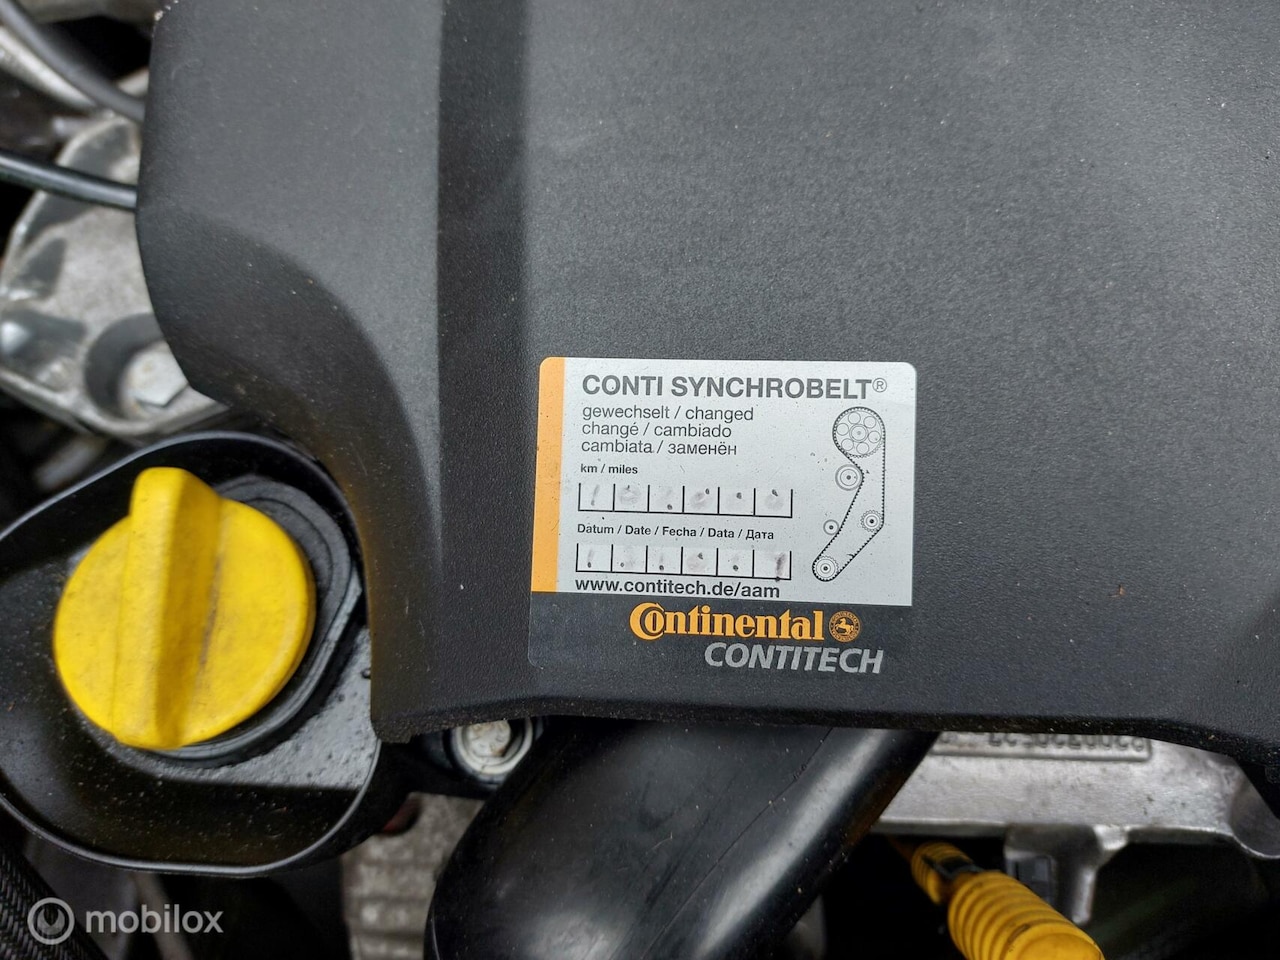 CONTI SYNCHROBELT®
gewechselt / changed
changé / cambiado
cambiata / заменён
km / miles
Datum / Date / Fecha / Data / Дата
www.contitech.de/aam
Continental
CONTITECH
mobilox